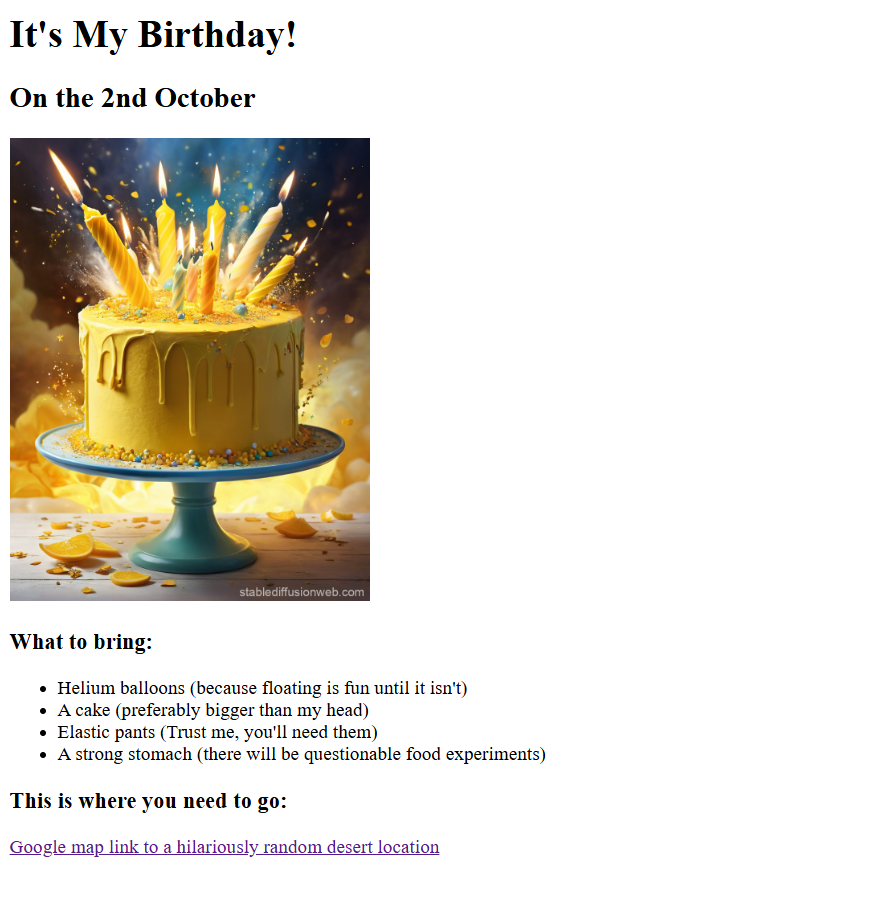 It's My Birthday!
On the 2nd October
stablediffusionweb.com
What to bring:
Helium balloons (because floating is fun until it isn't)
A cake (preferably bigger than my head)
Elastic pants (Trust me, you'll need them)
A strong stomach (there will be questionable food experiments)
This is where you need to go:
Google map link to a hilariously random desert location